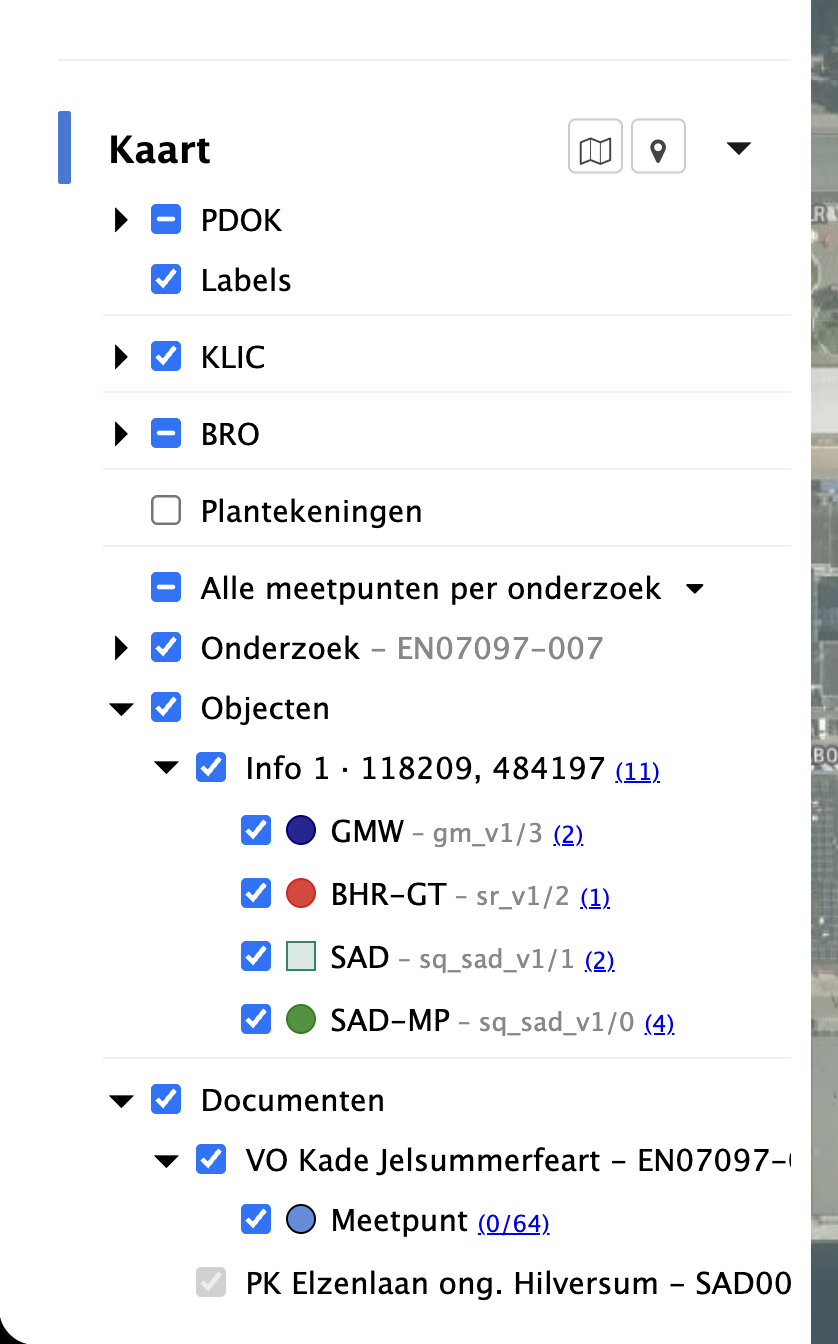 Kaart
PDOK
Labels
KLIC
BRO
Plantekeningen
Alle meetpunten per onderzoek
Onderzoek – EN07097-007
Objecten
Info 1 · 118209, 484197 (11)
GMW – gm_v1/3 (2)
BHR-GT – sr_v1/2 (1)
SAD – sq_sad_v1/1 (2)
SAD-MP – sq_sad_v1/0 (4)
Documenten
VO Kade Jelsummerfeart – EN07097-
Meetpunt (0/64)
PK Elzenlaan ong. Hilversum – SAD00